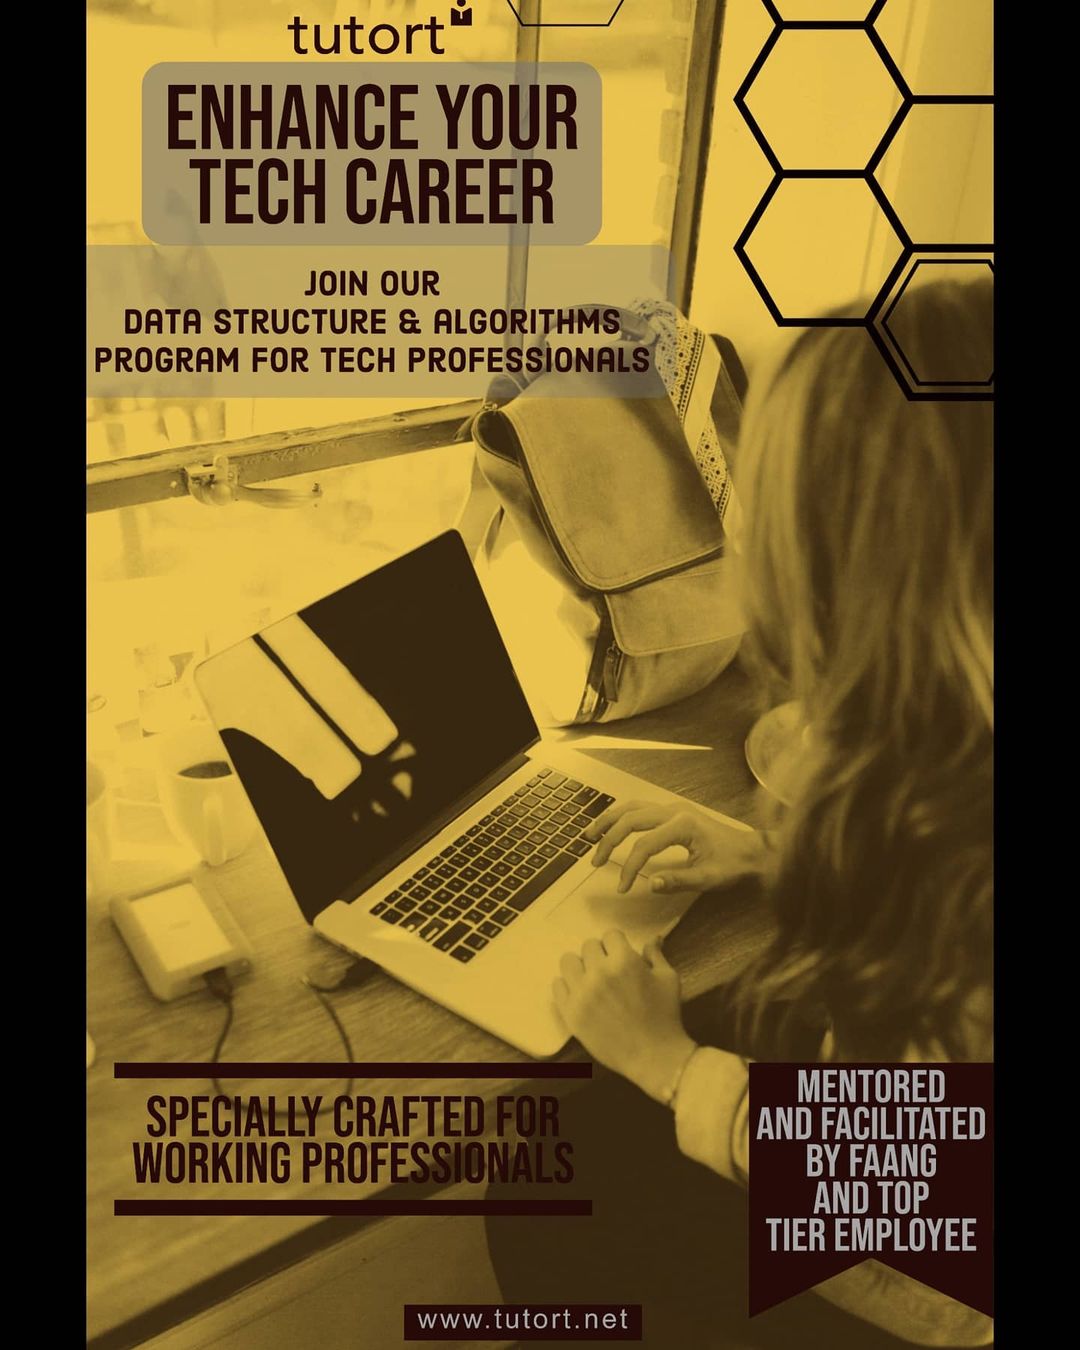 tutort
ENHANCE YOUR
TECH CAREER
JOIN OUR
DATA STRUCTURE & ALGORITHMS
PROGRAM FOR TECH PROFESSIONALS
SPECIALLY CRAFTED FOR
WORKING PROFESSIONALS
MENTORED
AND FACILITATED
BY FAANG
AND TOP
TIER EMPLOYEE
www.tutort.net